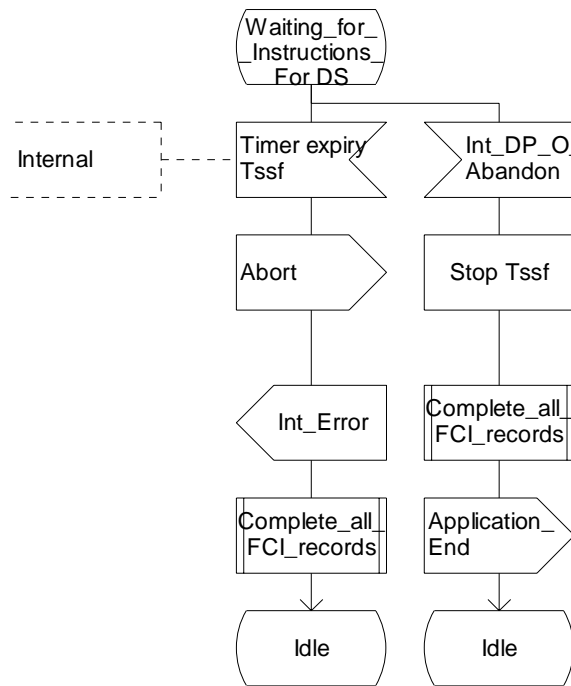 Waiting_for_
_Instructions_
For DS
Internal
Timer expiry
Tssf
Int_DP_O_
Abandon
Abort
Stop Tssf
Int_Error
Complete_all_
FCI_records
Complete_all_
FCI_records
Application_
End
Idle
Idle